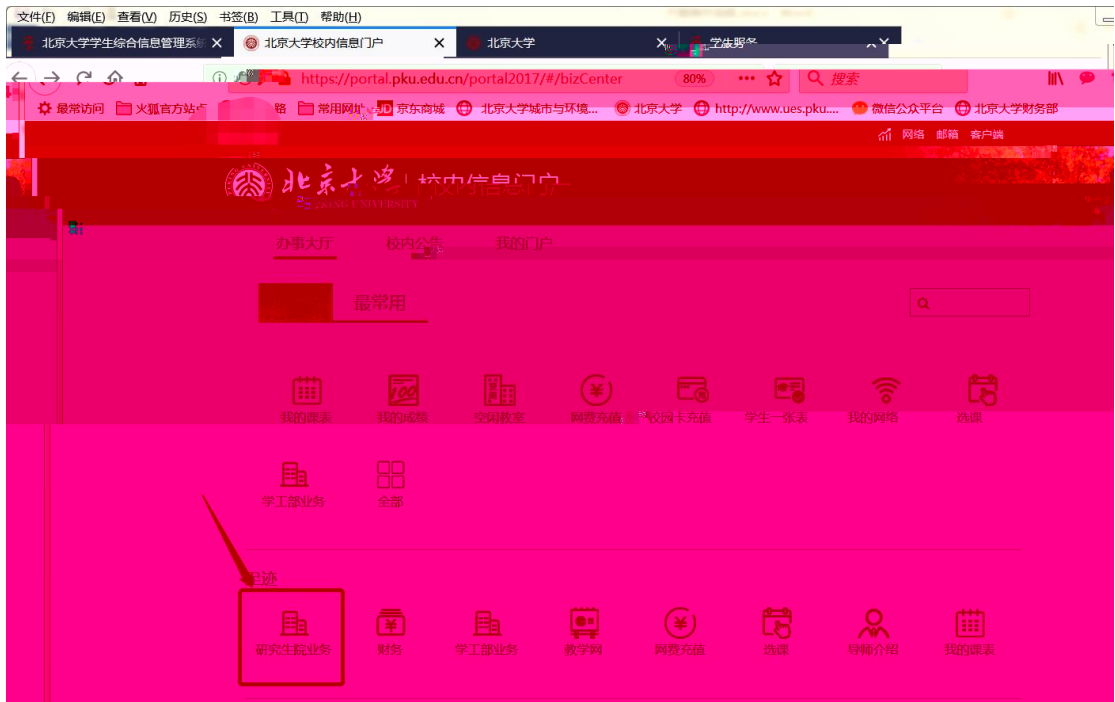 文件(F) 编辑(E) 查看(V) 历史(S) 书签(B) 工具(T) 帮助(H)
北京大学学生综合信息管理系统 北京大学校内信息门户 北京大学 学生服务
https://portal.pku.edu.cn/portal2017/#/bizCenter 80% 搜索
最常访问 火狐官方站点 常用网址 JD 京东商城 北京大学城市与环境... 北京大学 http://www.ues.pku.... 微信公众平台 北京大学财务部
网络 邮箱 客户端
北京大学 校内信息门户
UNIVERSITY
办事大厅 校内公告 我的门户
最常用
100
我的课表 我的成绩 空闲教室 网费充值 校园卡充值 学生一张表 我的网络 选课
学工部业务 全部
足迹
研究生院业务 财务 学工部业务 教学网 网费充值 选课 导师介绍 我的课表